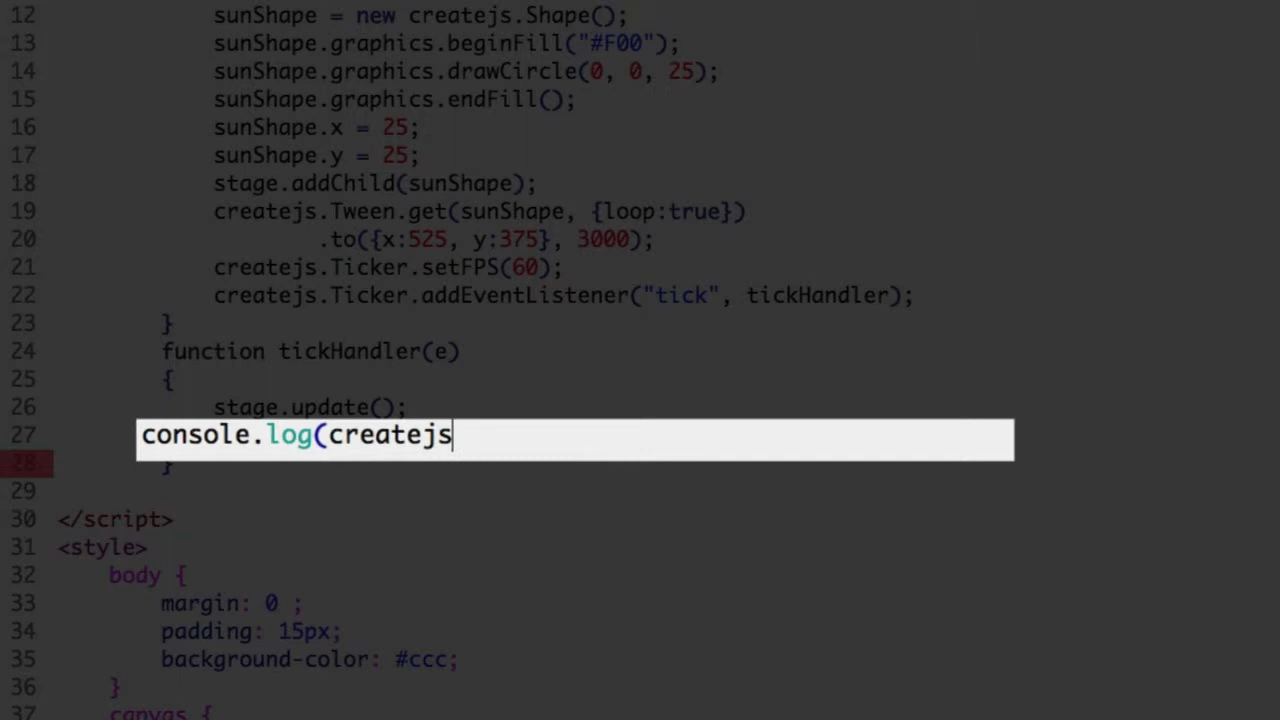 12 sunShape = new createjs.Shape();
13 sunShape.graphics.beginFill("#F00");
14 sunShape.graphics.drawCircle(0, 0, 25);
15 sunShape.graphics.endFill();
16 sunShape.x = 25;
17 sunShape.y = 25;
18 stage.addChild(sunShape);
19 createjs.Tween.get(sunShape, {loop:true})
20 .to({x:525, y:375}, 3000);
21 createjs.Ticker.setFPS(60);
22 createjs.Ticker.addEventListener("tick", tickHandler);
23 }
24 function tickHandler(e)
25 {
26 stage.update();
27 console.log(createjs
28 }
29
30 </script>
31 <style>
32 body {
33 margin: 0 ;
34 padding: 15px;
35 background-color: #ccc;
36 }
37 canvas {